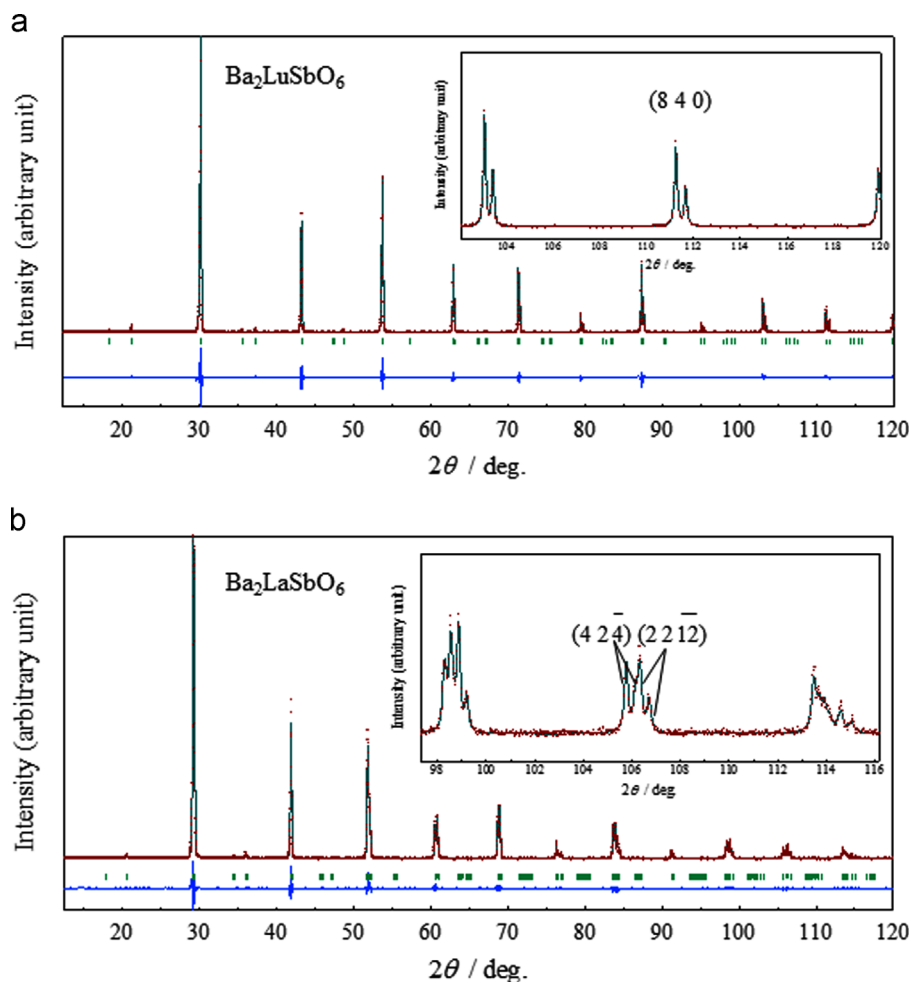 a
Ba₂LuSbO₆
(8 4 0)
Intensity (arbitrary unit)
104 106 108 110 112 114 116 118 120
2θ / deg.
Intensity (arbitrary unit)
20 30 40 50 60 70 80 90 100 110 120
2θ / deg.
b
Ba₂LaSbO₆
(4 2 4̅) (2 2 1̅2̅)
Intensity (arbitrary unit)
98 100 102 104 106 108 110 112 114 116
2θ / deg.
Intensity (arbitrary unit)
20 30 40 50 60 70 80 90 100 110 120
2θ / deg.